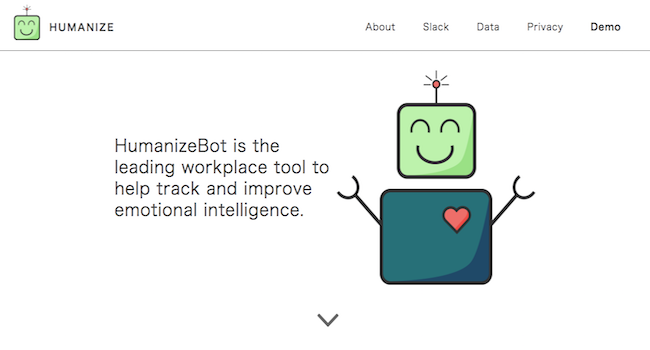 HUMANIZE
About Slack Data Privacy Demo
HumanizeBot is the
leading workplace tool to
help track and improve
emotional intelligence.